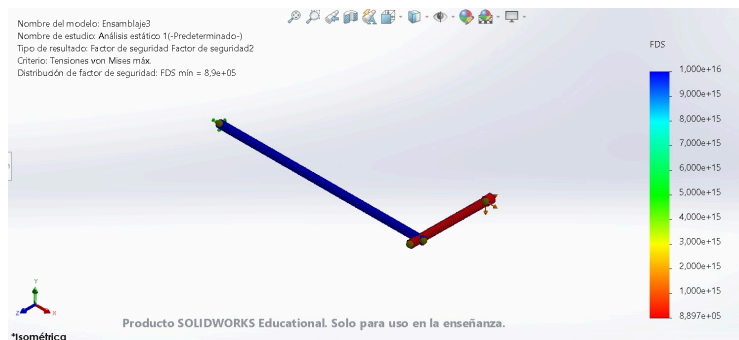 Nombre del modelo: Ensamblaje3
Nombre de estudio: Análisis estático 1(-Predeterminado-)
Tipo de resultado: Factor de seguridad Factor de seguridad2
Criterio: Tensiones von Mises máx.
Distribución de factor de seguridad: FDS mín = 8,9e+05
FDS
1,000e+16
9,000e+15
8,000e+15
7,000e+15
6,000e+15
5,000e+15
4,000e+15
3,000e+15
2,000e+15
1,000e+15
8,897e+05
Y
Z
X
Producto SOLIDWORKS Educational. Solo para uso en la enseñanza.
*Isométrica